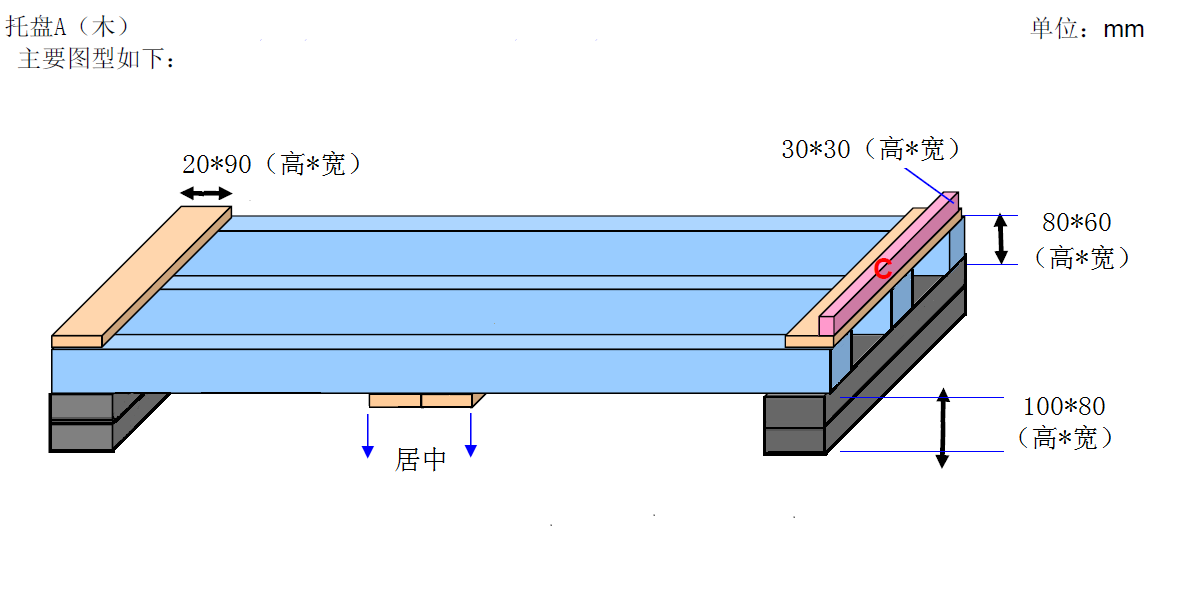 托盘A（木）
单位：mm
主要图型如下：
30*30（高*宽）
20*90（高*宽）
80*60
（高*宽）
C
100*80
（高*宽）
居中